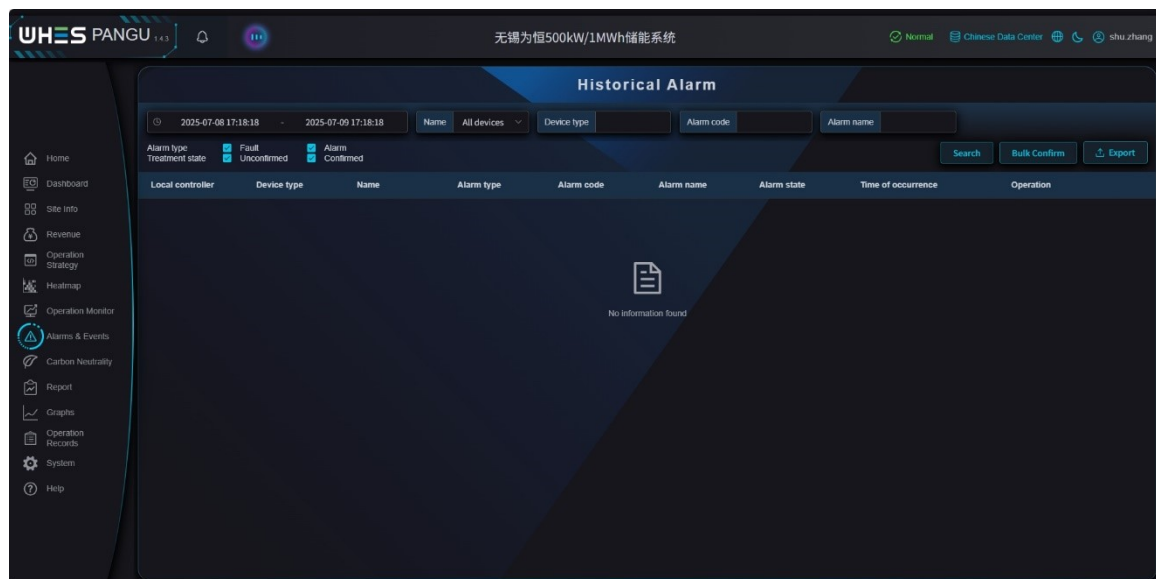 WHES PANGU 1.4.3
无锡为恒500kW/1MWh储能系统
Normal
Chinese Data Center
shu.zhang
Historical Alarm
2025-07-08 17:18:18 - 2025-07-09 17:18:18
Name All devices
Device type
Alarm code
Alarm name
Alarm type Fault Alarm
Treatment state Unconfirmed Confirmed
Search Bulk Confirm Export
Local controller Device type Name Alarm type Alarm code Alarm name Alarm state Time of occurrence Operation
No information found
Home
Dashboard
Site Info
Revenue
Operation
Strategy
Heatmap
Operation Monitor
Alarms & Events
Carbon Neutrality
Report
Graphs
Operation
Records
System
Help